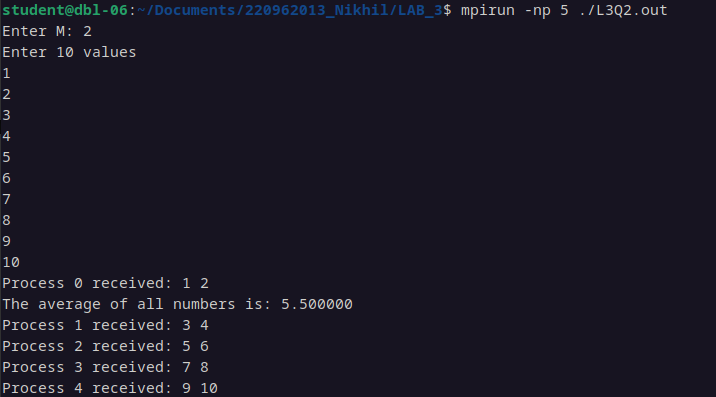 student@dbl-06:~/Documents/220962013_Nikhil/LAB_3$ mpirun -np 5 ./L3Q2.out
Enter M: 2
Enter 10 values
1
2
3
4
5
6
7
8
9
10
Process 0 received: 1 2
The average of all numbers is: 5.500000
Process 1 received: 3 4
Process 2 received: 5 6
Process 3 received: 7 8
Process 4 received: 9 10